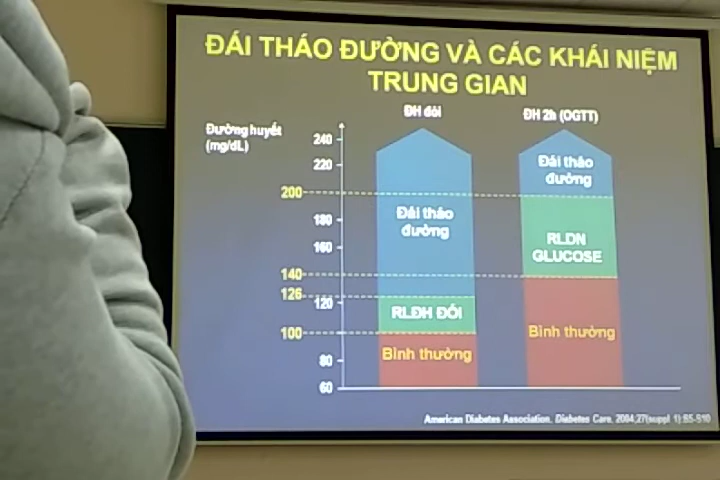 ĐÁI THÁO ĐƯỜNG VÀ CÁC KHÁI NIỆM
TRUNG GIAN
ĐH đói
ĐH 2h (OGTT)
Đường huyết
(mg/dL)
240
220
200
180
160
140
126
120
100
80
60
Đái tháo
đường
RLĐH ĐÓI
Bình thường
Đái tháo
đường
RLDN
GLUCOSE
Bình thường
American Diabetes Association. Diabetes Care. 2004;27(suppl 1):S5-S10